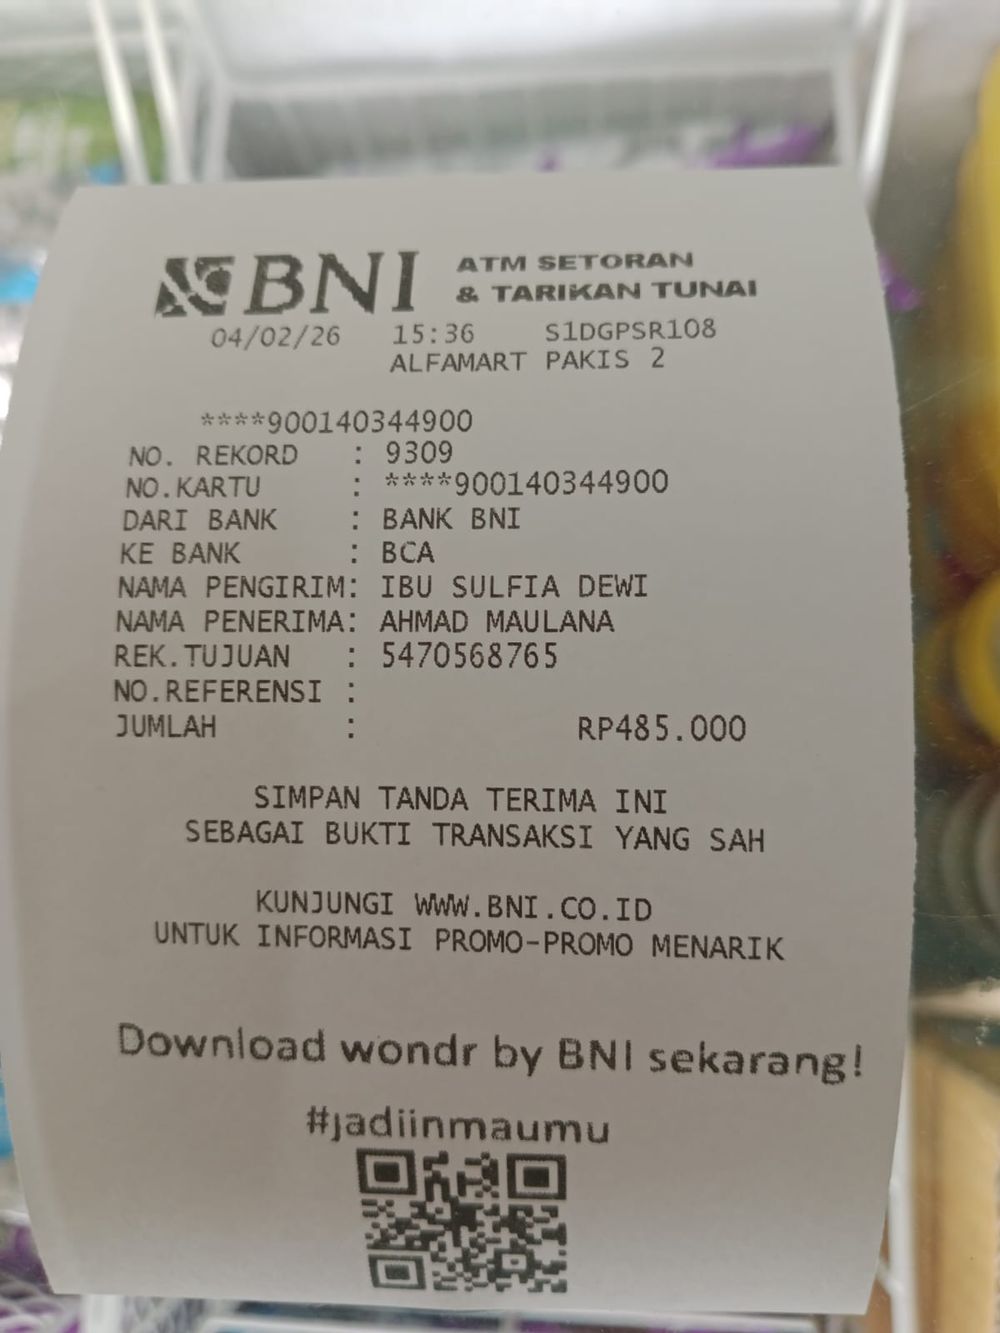 BNI ATM SETORAN
& TARIKAN TUNAI
04/02/26 15:36 S1DGPSR108
ALFAMART PAKIS 2
****900140344900
NO. REKORD : 9309
NO.KARTU : ****900140344900
DARI BANK : BANK BNI
KE BANK : BCA
NAMA PENGIRIM: IBU SULFIA DEWI
NAMA PENERIMA: AHMAD MAULANA
REK.TUJUAN : 5470568765
NO.REFERENSI :
JUMLAH : RP485.000
SIMPAN TANDA TERIMA INI
SEBAGAI BUKTI TRANSAKSI YANG SAH
KUNJUNGI WWW.BNI.CO.ID
UNTUK INFORMASI PROMO-PROMO MENARIK
Download wondr by BNI sekarang!
#jadiinmaumu